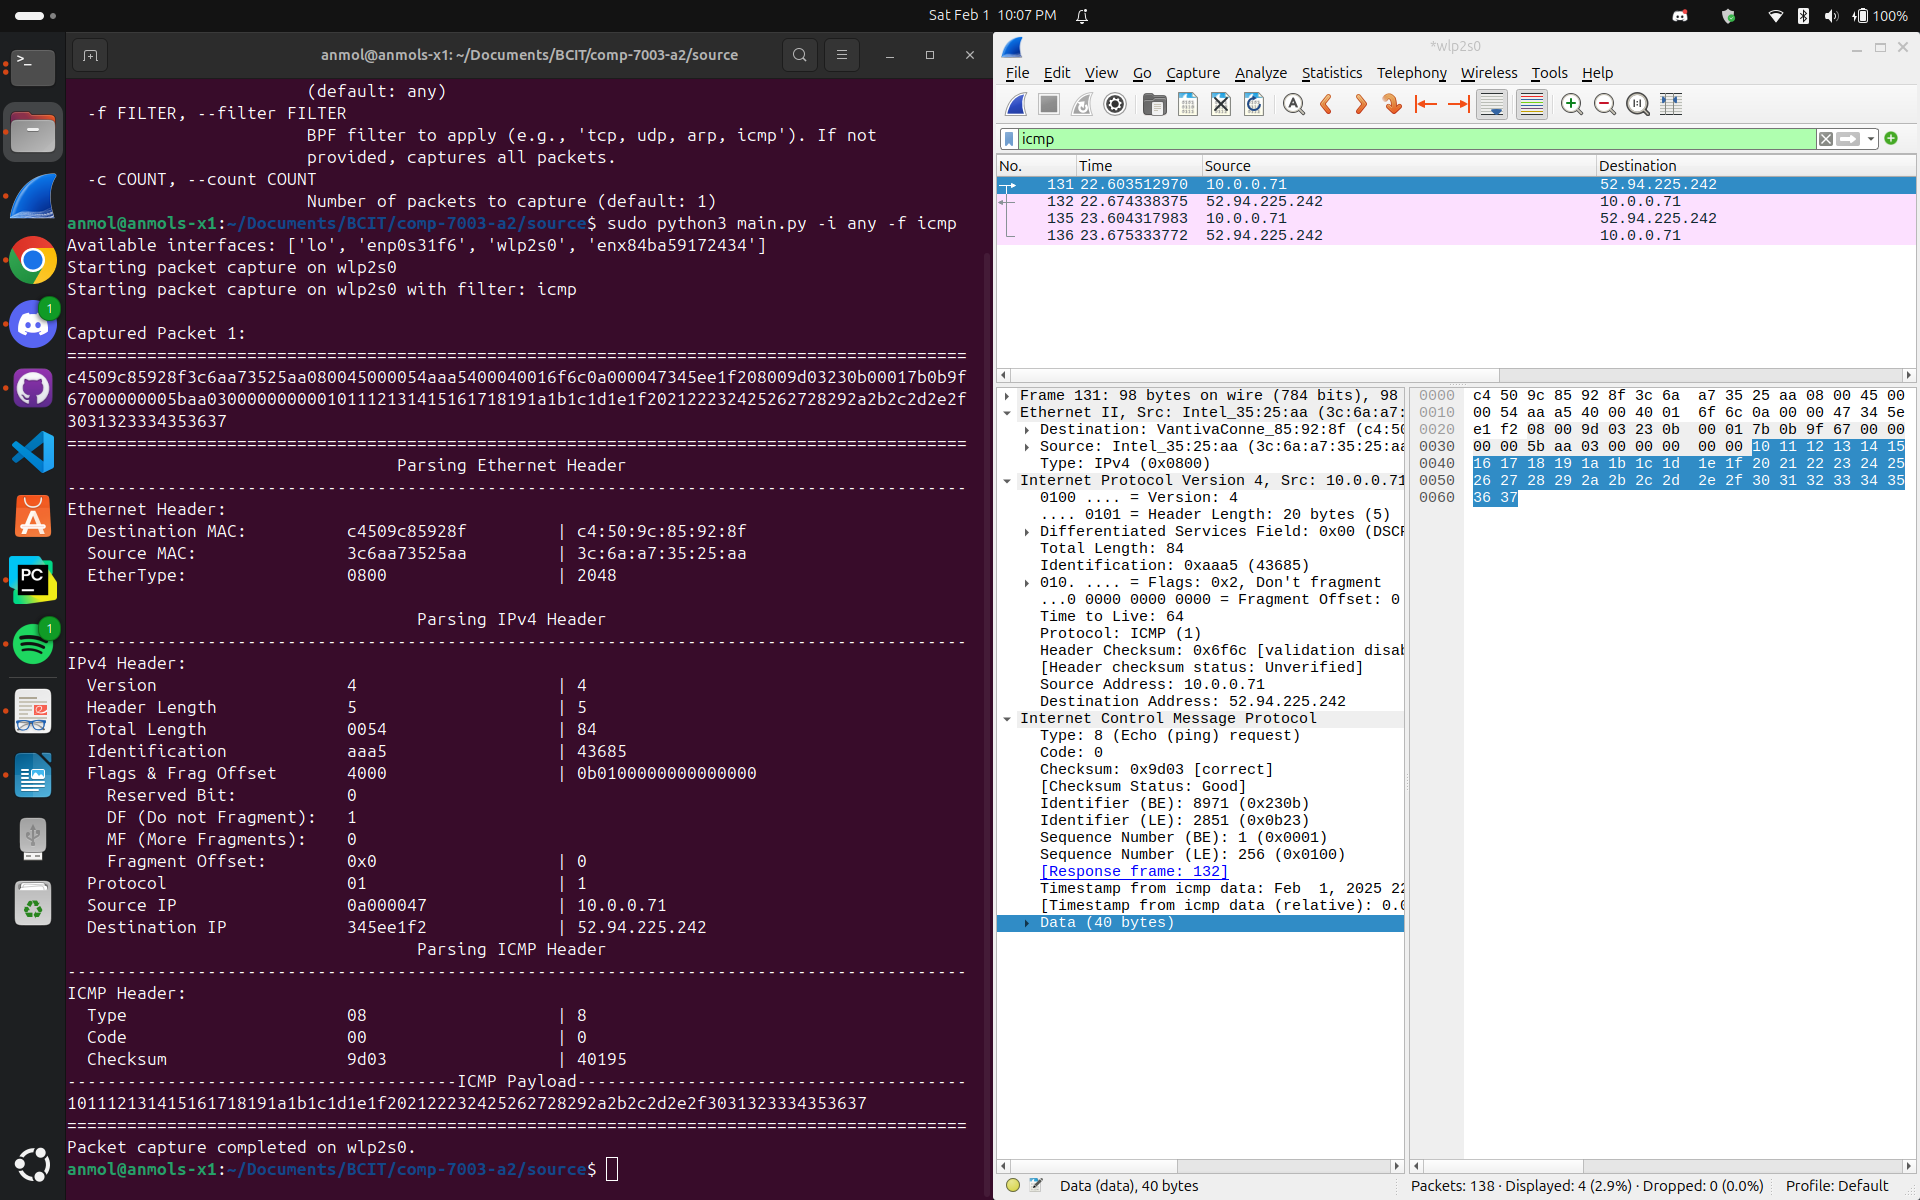 Sat Feb 1  10:07 PM
100%
anmol@anmols-x1: ~/Documents/BCIT/comp-7003-a2/source
(default: any)
-f FILTER, --filter FILTER
BPF filter to apply (e.g., 'tcp, udp, arp, icmp'). If not
provided, captures all packets.
-c COUNT, --count COUNT
Number of packets to capture (default: 1)
anmol@anmols-x1:~/Documents/BCIT/comp-7003-a2/source$ sudo python3 main.py -i any -f icmp
Available interfaces: ['lo', 'enp0s31f6', 'wlp2s0', 'enx84ba59172434']
Starting packet capture on wlp2s0
Starting packet capture on wlp2s0 with filter: icmp
Captured Packet 1:
==========================================================================================
c4509c85928f3c6aa73525aa080045000054aaa5400040016f6c0a000047345ee1f208009d03230b00017b0b9f
67000000005baa030000000000101112131415161718191a1b1c1d1e1f202122232425262728292a2b2c2d2e2f
3031323334353637
==========================================================================================
Parsing Ethernet Header
------------------------------------------------------------------------------------------
Ethernet Header:
Destination MAC: c4509c85928f | c4:50:9c:85:92:8f
Source MAC: 3c6aa73525aa | 3c:6a:a7:35:25:aa
EtherType: 0800 | 2048
Parsing IPv4 Header
------------------------------------------------------------------------------------------
IPv4 Header:
Version 4 | 4
Header Length 5 | 5
Total Length 0054 | 84
Identification aaa5 | 43685
Flags & Frag Offset 4000 | 0b0100000000000000
Reserved Bit: 0
DF (Do not Fragment): 1
MF (More Fragments): 0
Fragment Offset: 0x0 | 0
Protocol 01 | 1
Source IP 0a000047 | 10.0.0.71
Destination IP 345ee1f2 | 52.94.225.242
Parsing ICMP Header
------------------------------------------------------------------------------------------
ICMP Header:
Type 08 | 8
Code 00 | 0
Checksum 9d03 | 40195
---------------------------------------ICMP Payload---------------------------------------
101112131415161718191a1b1c1d1e1f202122232425262728292a2b2c2d2e2f3031323334353637
==========================================================================================
Packet capture completed on wlp2s0.
anmol@anmols-x1:~/Documents/BCIT/comp-7003-a2/source$
1
PC
1
*wlp2s0
File Edit View Go Capture Analyze Statistics Telephony Wireless Tools Help
icmp
No. Time Source Destination
131 22.603512970 10.0.0.71 52.94.225.242
132 22.674338375 52.94.225.242 10.0.0.71
135 23.604317983 10.0.0.71 52.94.225.242
136 23.675333772 52.94.225.242 10.0.0.71
Frame 131: 98 bytes on wire (784 bits), 98
Ethernet II, Src: Intel_35:25:aa (3c:6a:a7:
Destination: VantivaConne_85:92:8f (c4:50
Source: Intel_35:25:aa (3c:6a:a7:35:25:aa
Type: IPv4 (0x0800)
Internet Protocol Version 4, Src: 10.0.0.71
0100 .... = Version: 4
.... 0101 = Header Length: 20 bytes (5)
Differentiated Services Field: 0x00 (DSCP
Total Length: 84
Identification: 0xaaa5 (43685)
010. .... = Flags: 0x2, Don't fragment
...0 0000 0000 0000 = Fragment Offset: 0
Time to Live: 64
Protocol: ICMP (1)
Header Checksum: 0x6f6c [validation disab
[Header checksum status: Unverified]
Source Address: 10.0.0.71
Destination Address: 52.94.225.242
Internet Control Message Protocol
Type: 8 (Echo (ping) request)
Code: 0
Checksum: 0x9d03 [correct]
[Checksum Status: Good]
Identifier (BE): 8971 (0x230b)
Identifier (LE): 2851 (0x0b23)
Sequence Number (BE): 1 (0x0001)
Sequence Number (LE): 256 (0x0100)
[Response frame: 132]
Timestamp from icmp data: Feb  1, 2025 22
[Timestamp from icmp data (relative): 0.0
Data (40 bytes)
0000 c4 50 9c 85 92 8f 3c 6a a7 35 25 aa 08 00 45 00
0010 00 54 aa a5 40 00 40 01 6f 6c 0a 00 00 47 34 5e
0020 e1 f2 08 00 9d 03 23 0b 00 01 7b 0b 9f 67 00 00
0030 00 00 5b aa 03 00 00 00 00 00 10 11 12 13 14 15
0040 16 17 18 19 1a 1b 1c 1d 1e 1f 20 21 22 23 24 25
0050 26 27 28 29 2a 2b 2c 2d 2e 2f 30 31 32 33 34 35
0060 36 37
Data (data), 40 bytes
Packets: 138 · Displayed: 4 (2.9%) · Dropped: 0 (0.0%)
Profile: Default